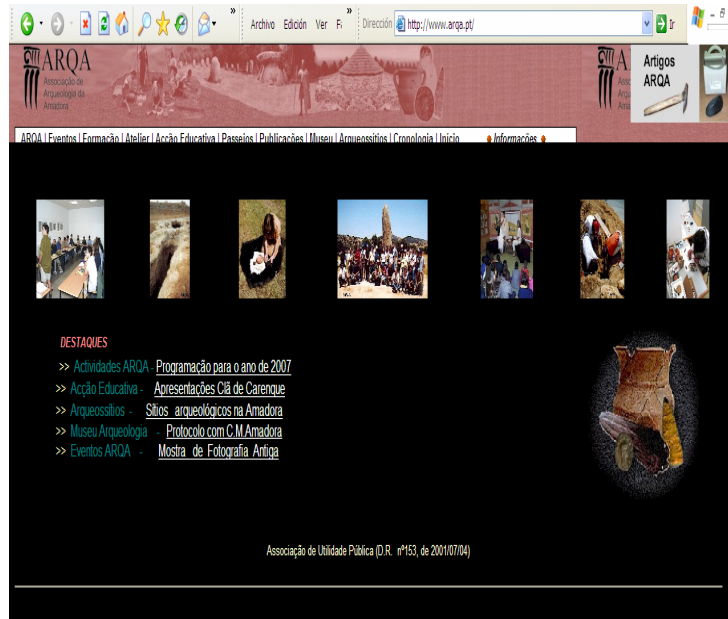 Archivo Edición Ver F
Dirección http://www.arqa.pt/ Ir
ARQA
Associação de
Arqueologia da
Amadora
A
Artigos
ARQA
ARQA | Eventos | Formação | Atelier | Acção Educativa | Passeios | Publicações | Museu | Arqueossítios | Cronologia | Início
Informações
DESTAQUES
>> Actividades ARQA - Programação para o ano de 2007
>> Acção Educativa - Apresentações Clã de Carenque
>> Arqueossítios - Sítios arqueológicos na Amadora
>> Museu Arqueologia - Protocolo com C.M.Amadora
>> Eventos ARQA - Mostra de Fotografia Antiga
Associação de Utilidade Pública (D.R. nº153, de 2001/07/04)